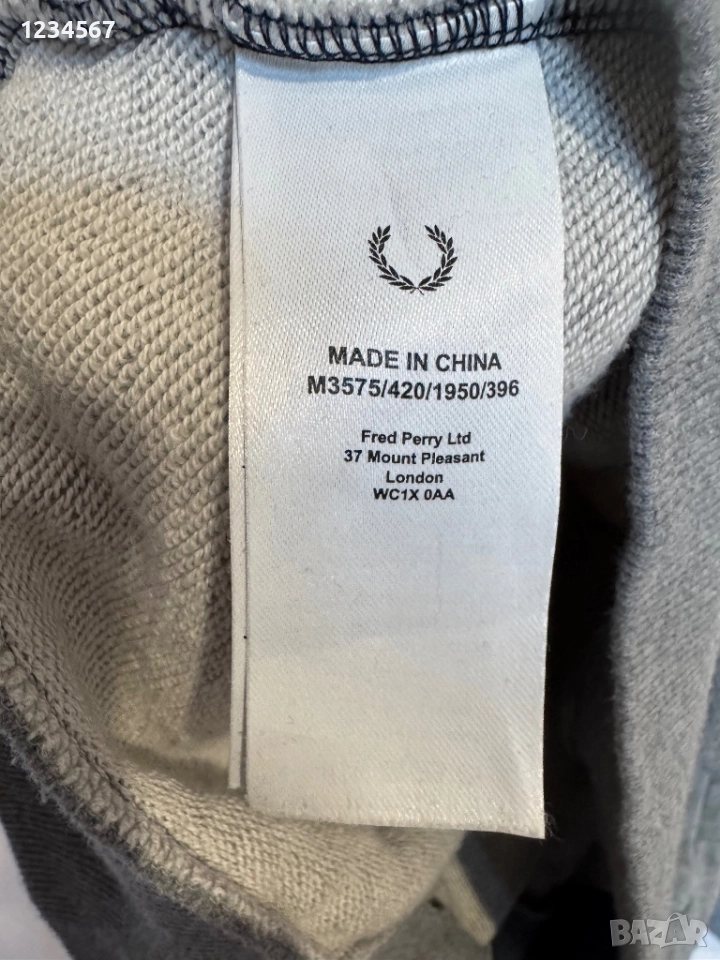 1234567
MADE IN CHINA
M3575/420/1950/396
Fred Perry Ltd
37 Mount Pleasant
London
WC1X 0AA
BAZAR